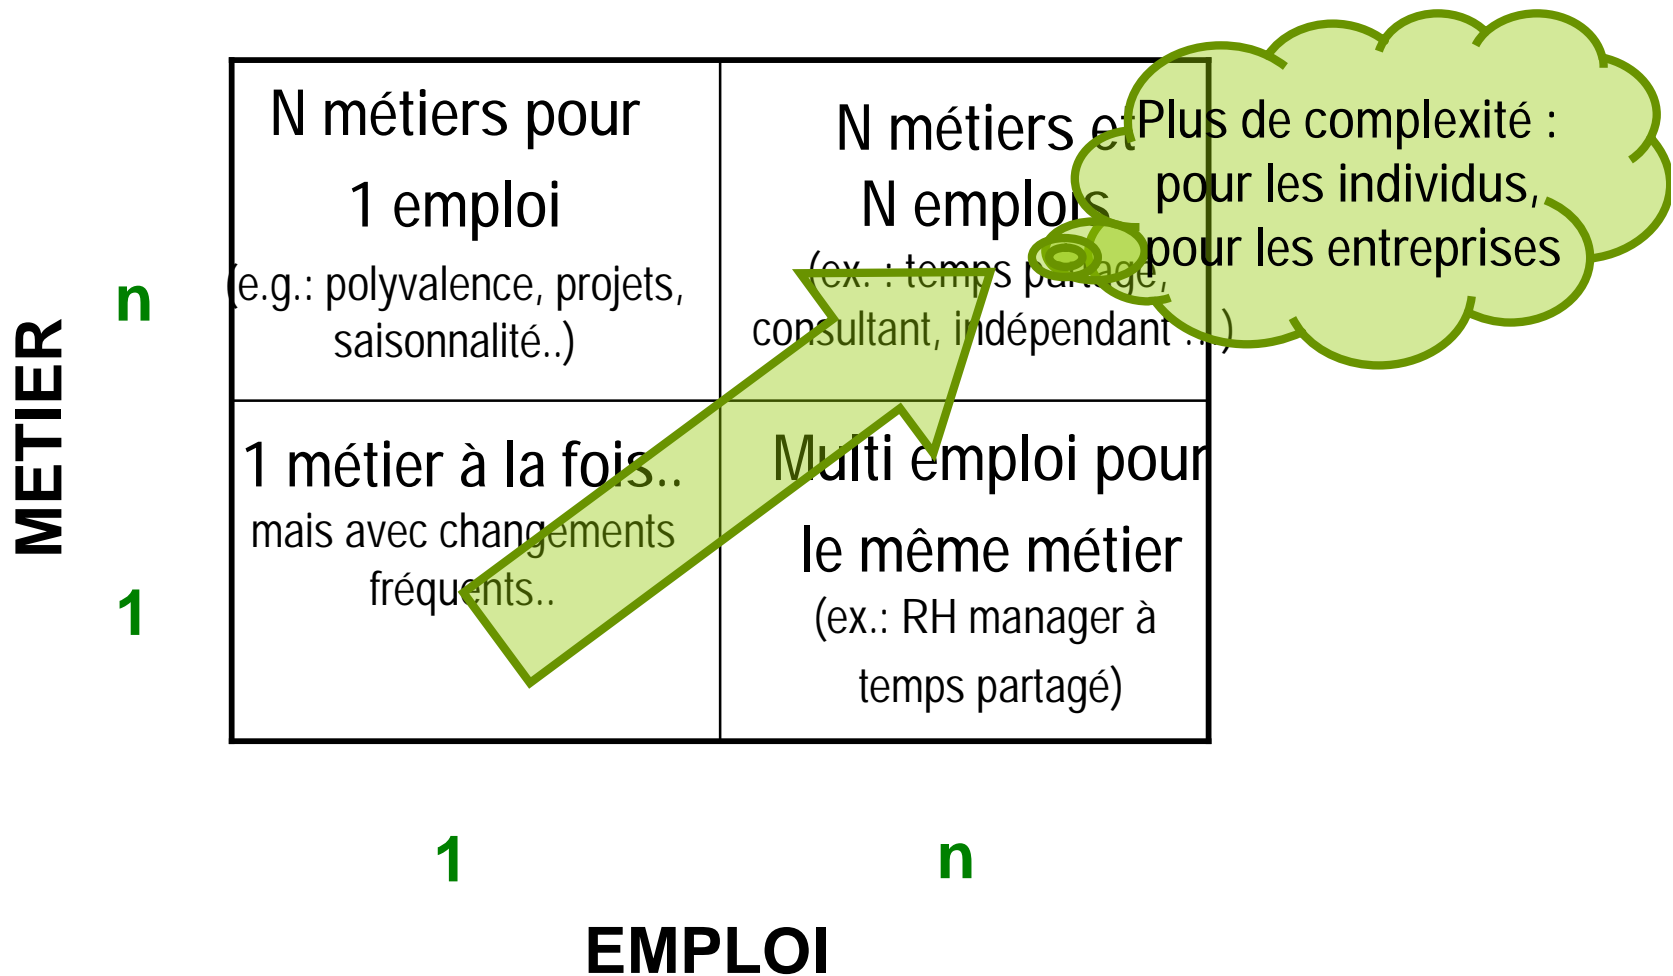 N métiers pour
1 emploi
(e.g.: polyvalence, projets,
saisonnalité..)
N métiers et
N emplois
(ex. : temps partagé,
consultant, indépendant ...)
Plus de complexité :
pour les individus,
pour les entreprises
1 métier à la fois..
mais avec changements
fréquents..
Multi emploi pour
le même métier
(ex.: RH manager à
temps partagé)
METIER
n
1
1
n
EMPLOI